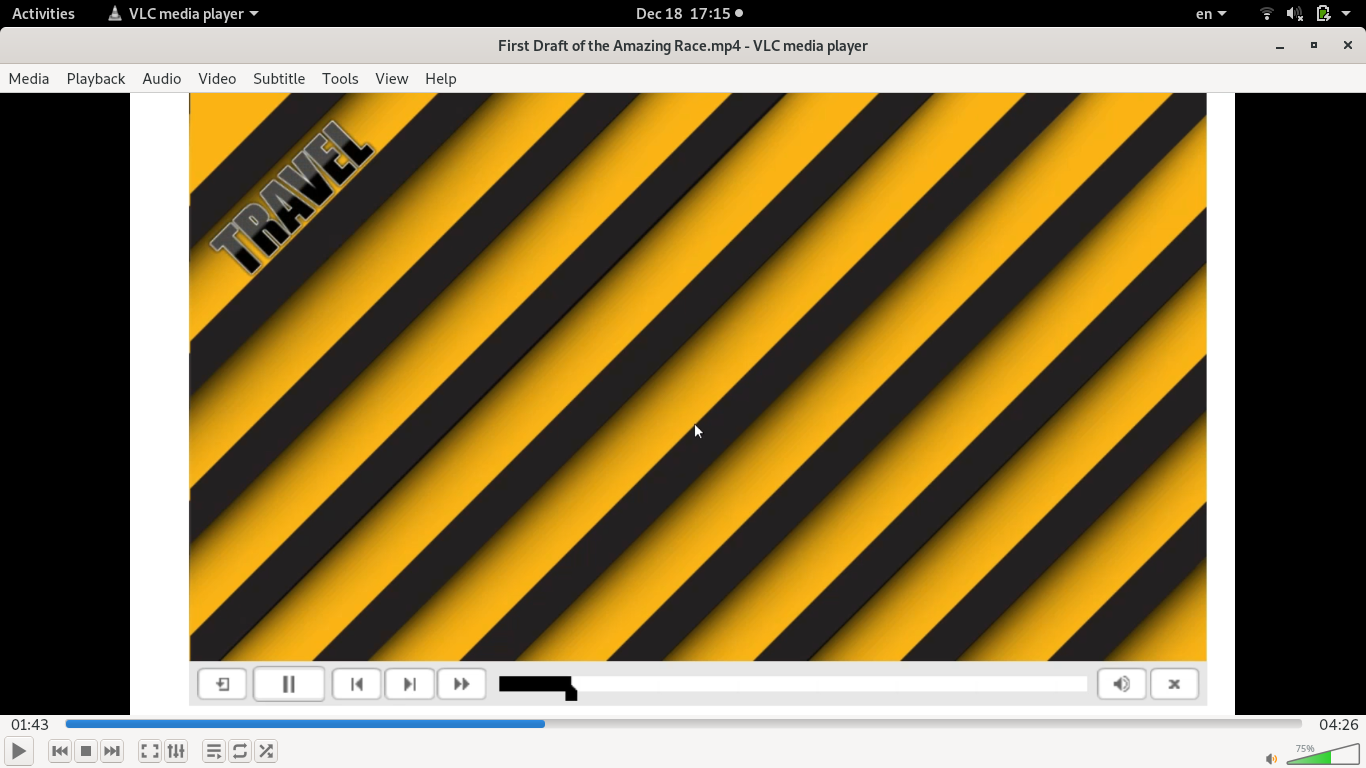 Activities VLC media player Dec 18 17:15 en
First Draft of the Amazing Race.mp4 - VLC media player
Media Playback Audio Video Subtitle Tools View Help
TRAVEL
01:43 04:26
75%